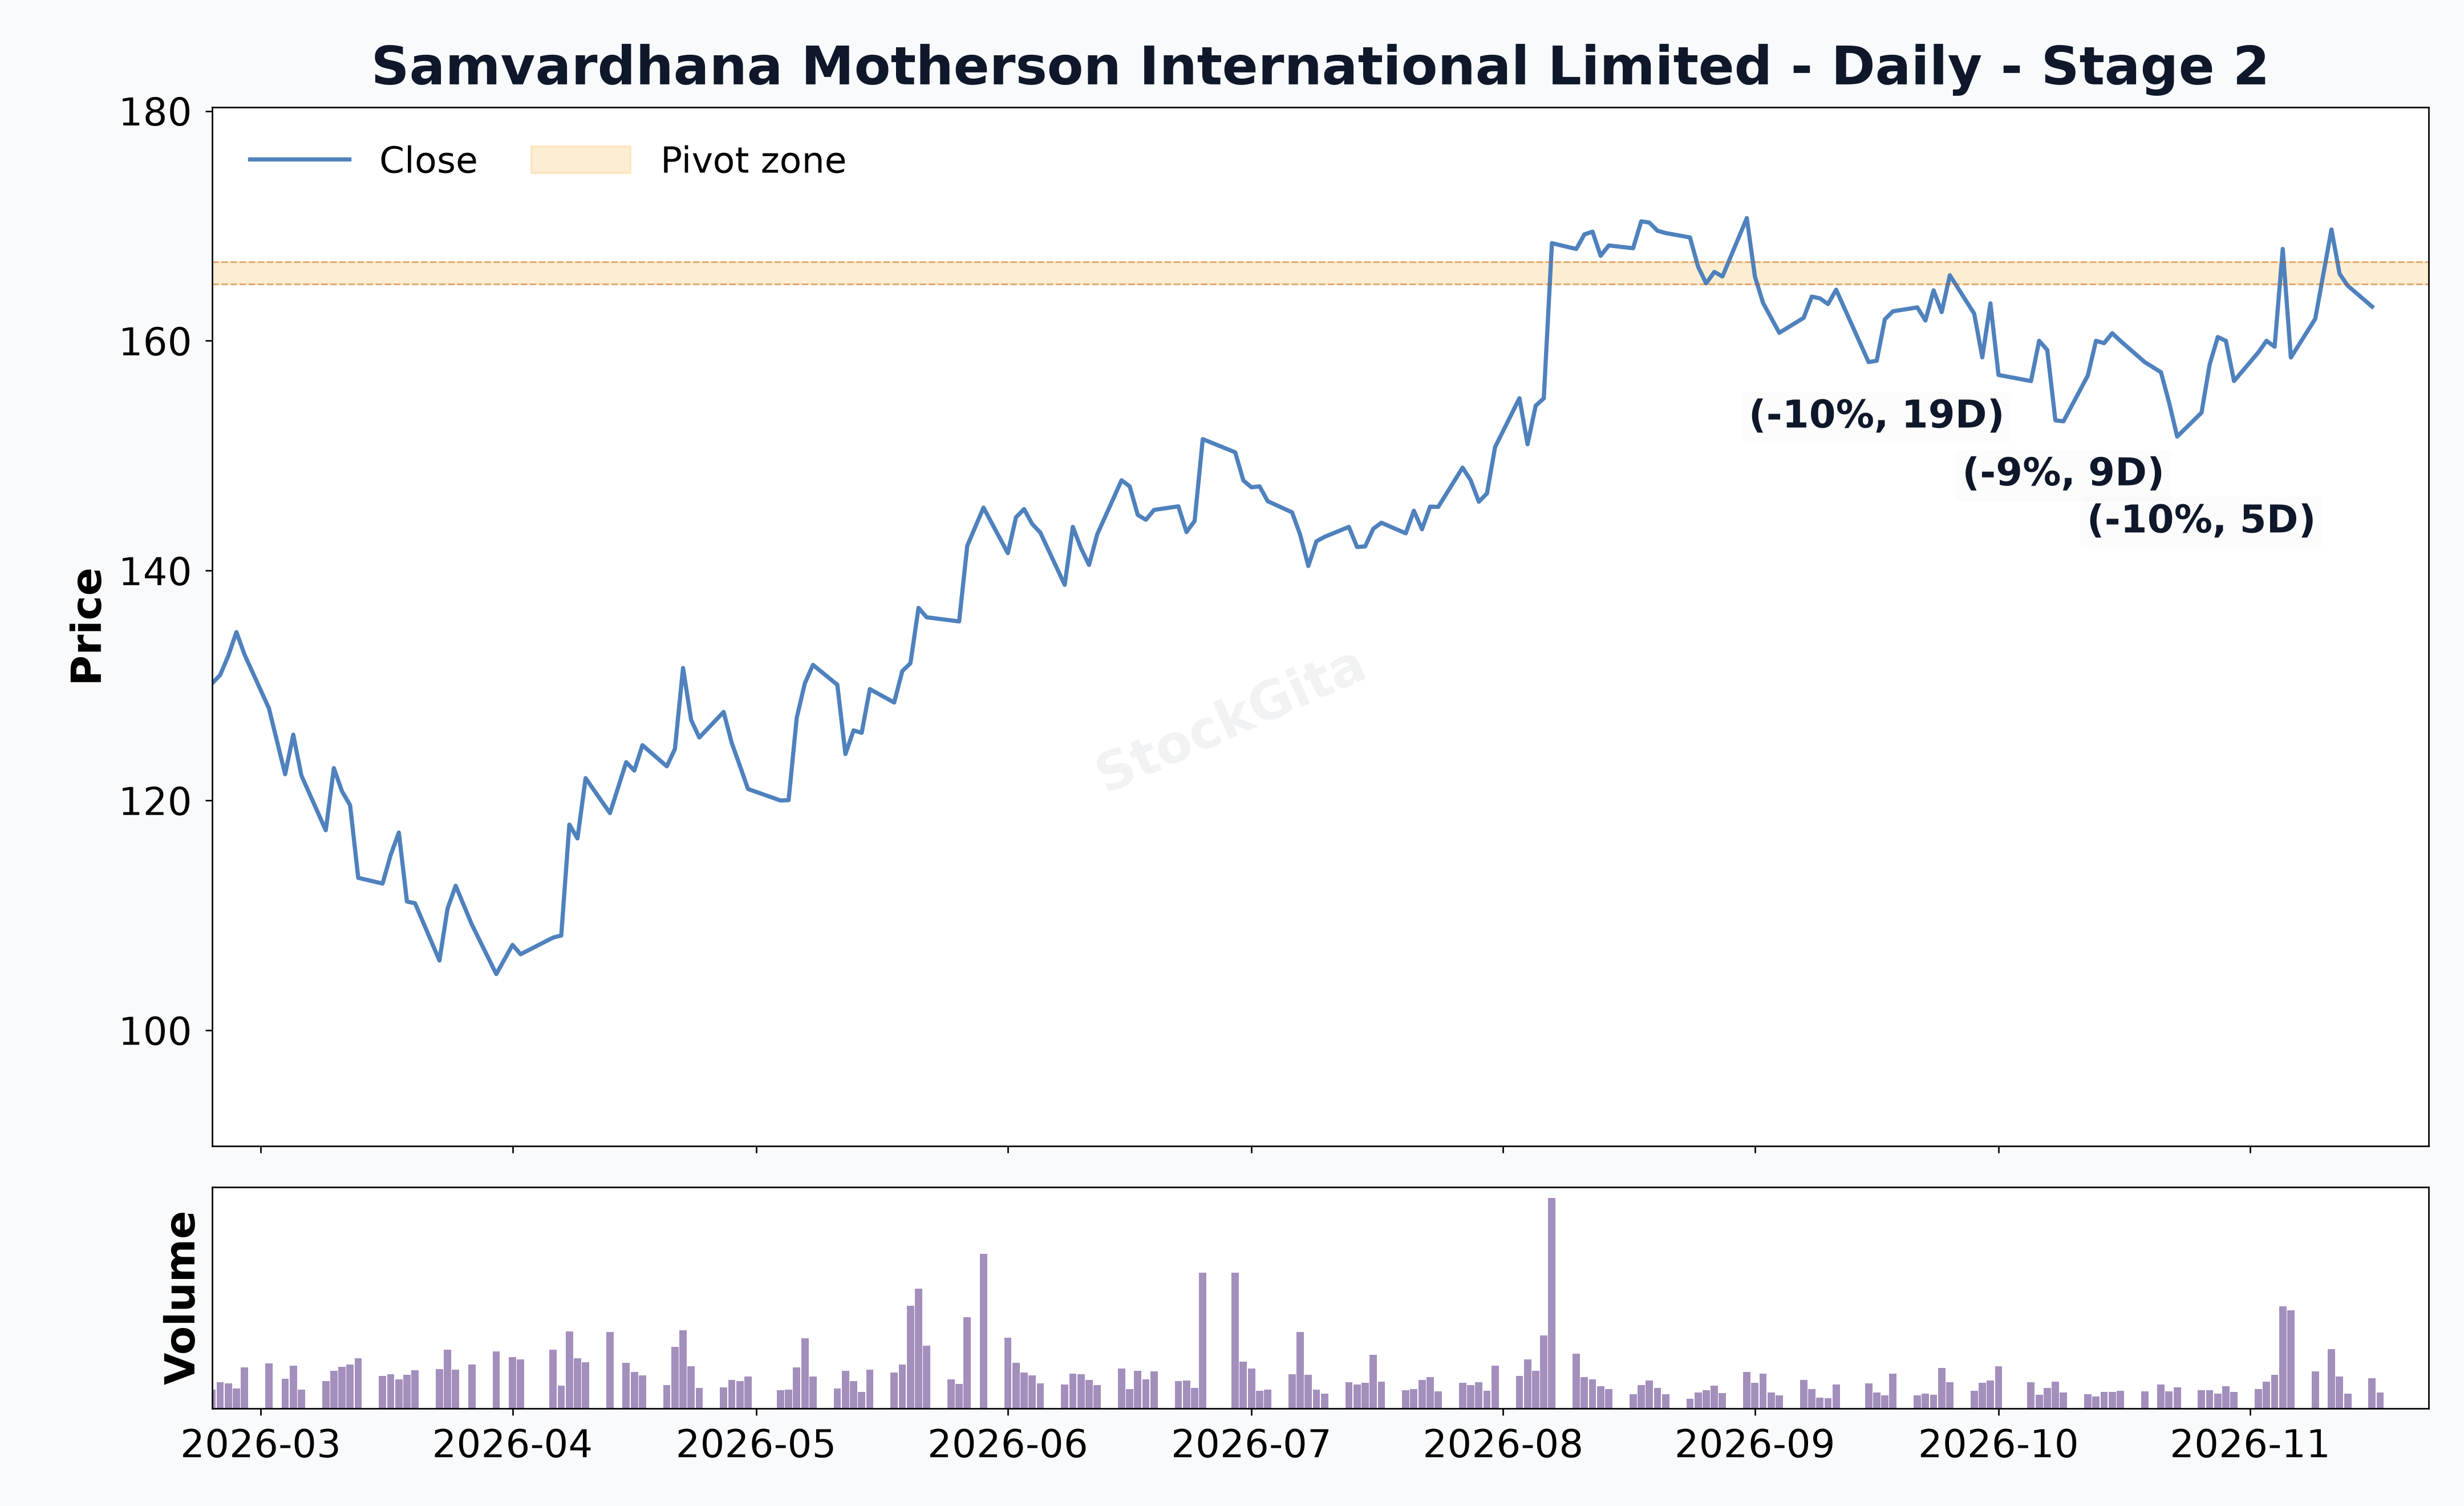 Samvardhana Motherson International Limited - Daily - Stage 2
Close
Pivot zone
Price
180
160
140
120
100
(-10%, 19D)
(-9%, 9D)
(-10%, 5D)
StockGita
Volume
2026-03
2026-04
2026-05
2026-06
2026-07
2026-08
2026-09
2026-10
2026-11